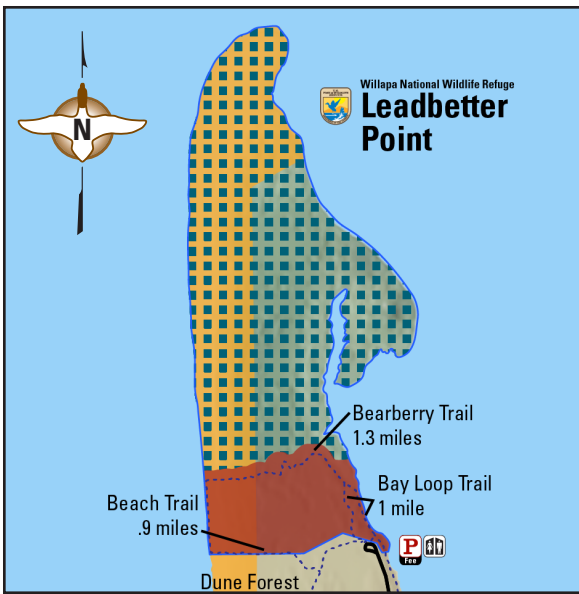 N
Willapa National Wildlife Refuge
Leadbetter
Point
Bearberry Trail
1.3 miles
Bay Loop Trail
1 mile
Beach Trail
.9 miles
P
Fee
Dune Forest